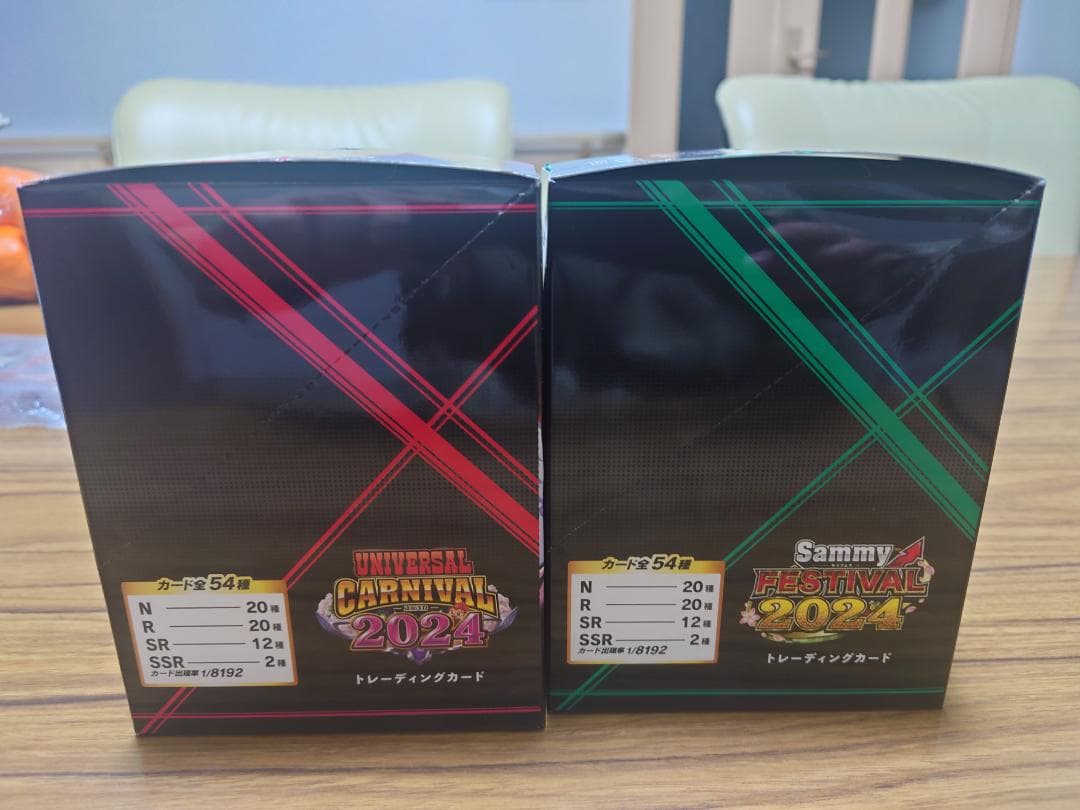 カード全54種
N 20種
R 20種
SR 12種
SSR 2種
カード出現率 1/8192
UNIVERSAL
CARNIVAL
2024
トレーディングカード
カード全54種
N 20種
R 20種
SR 12種
SSR 2種
カード出現率 1/8192
Sammy
FESTIVAL
2024
トレーディングカード